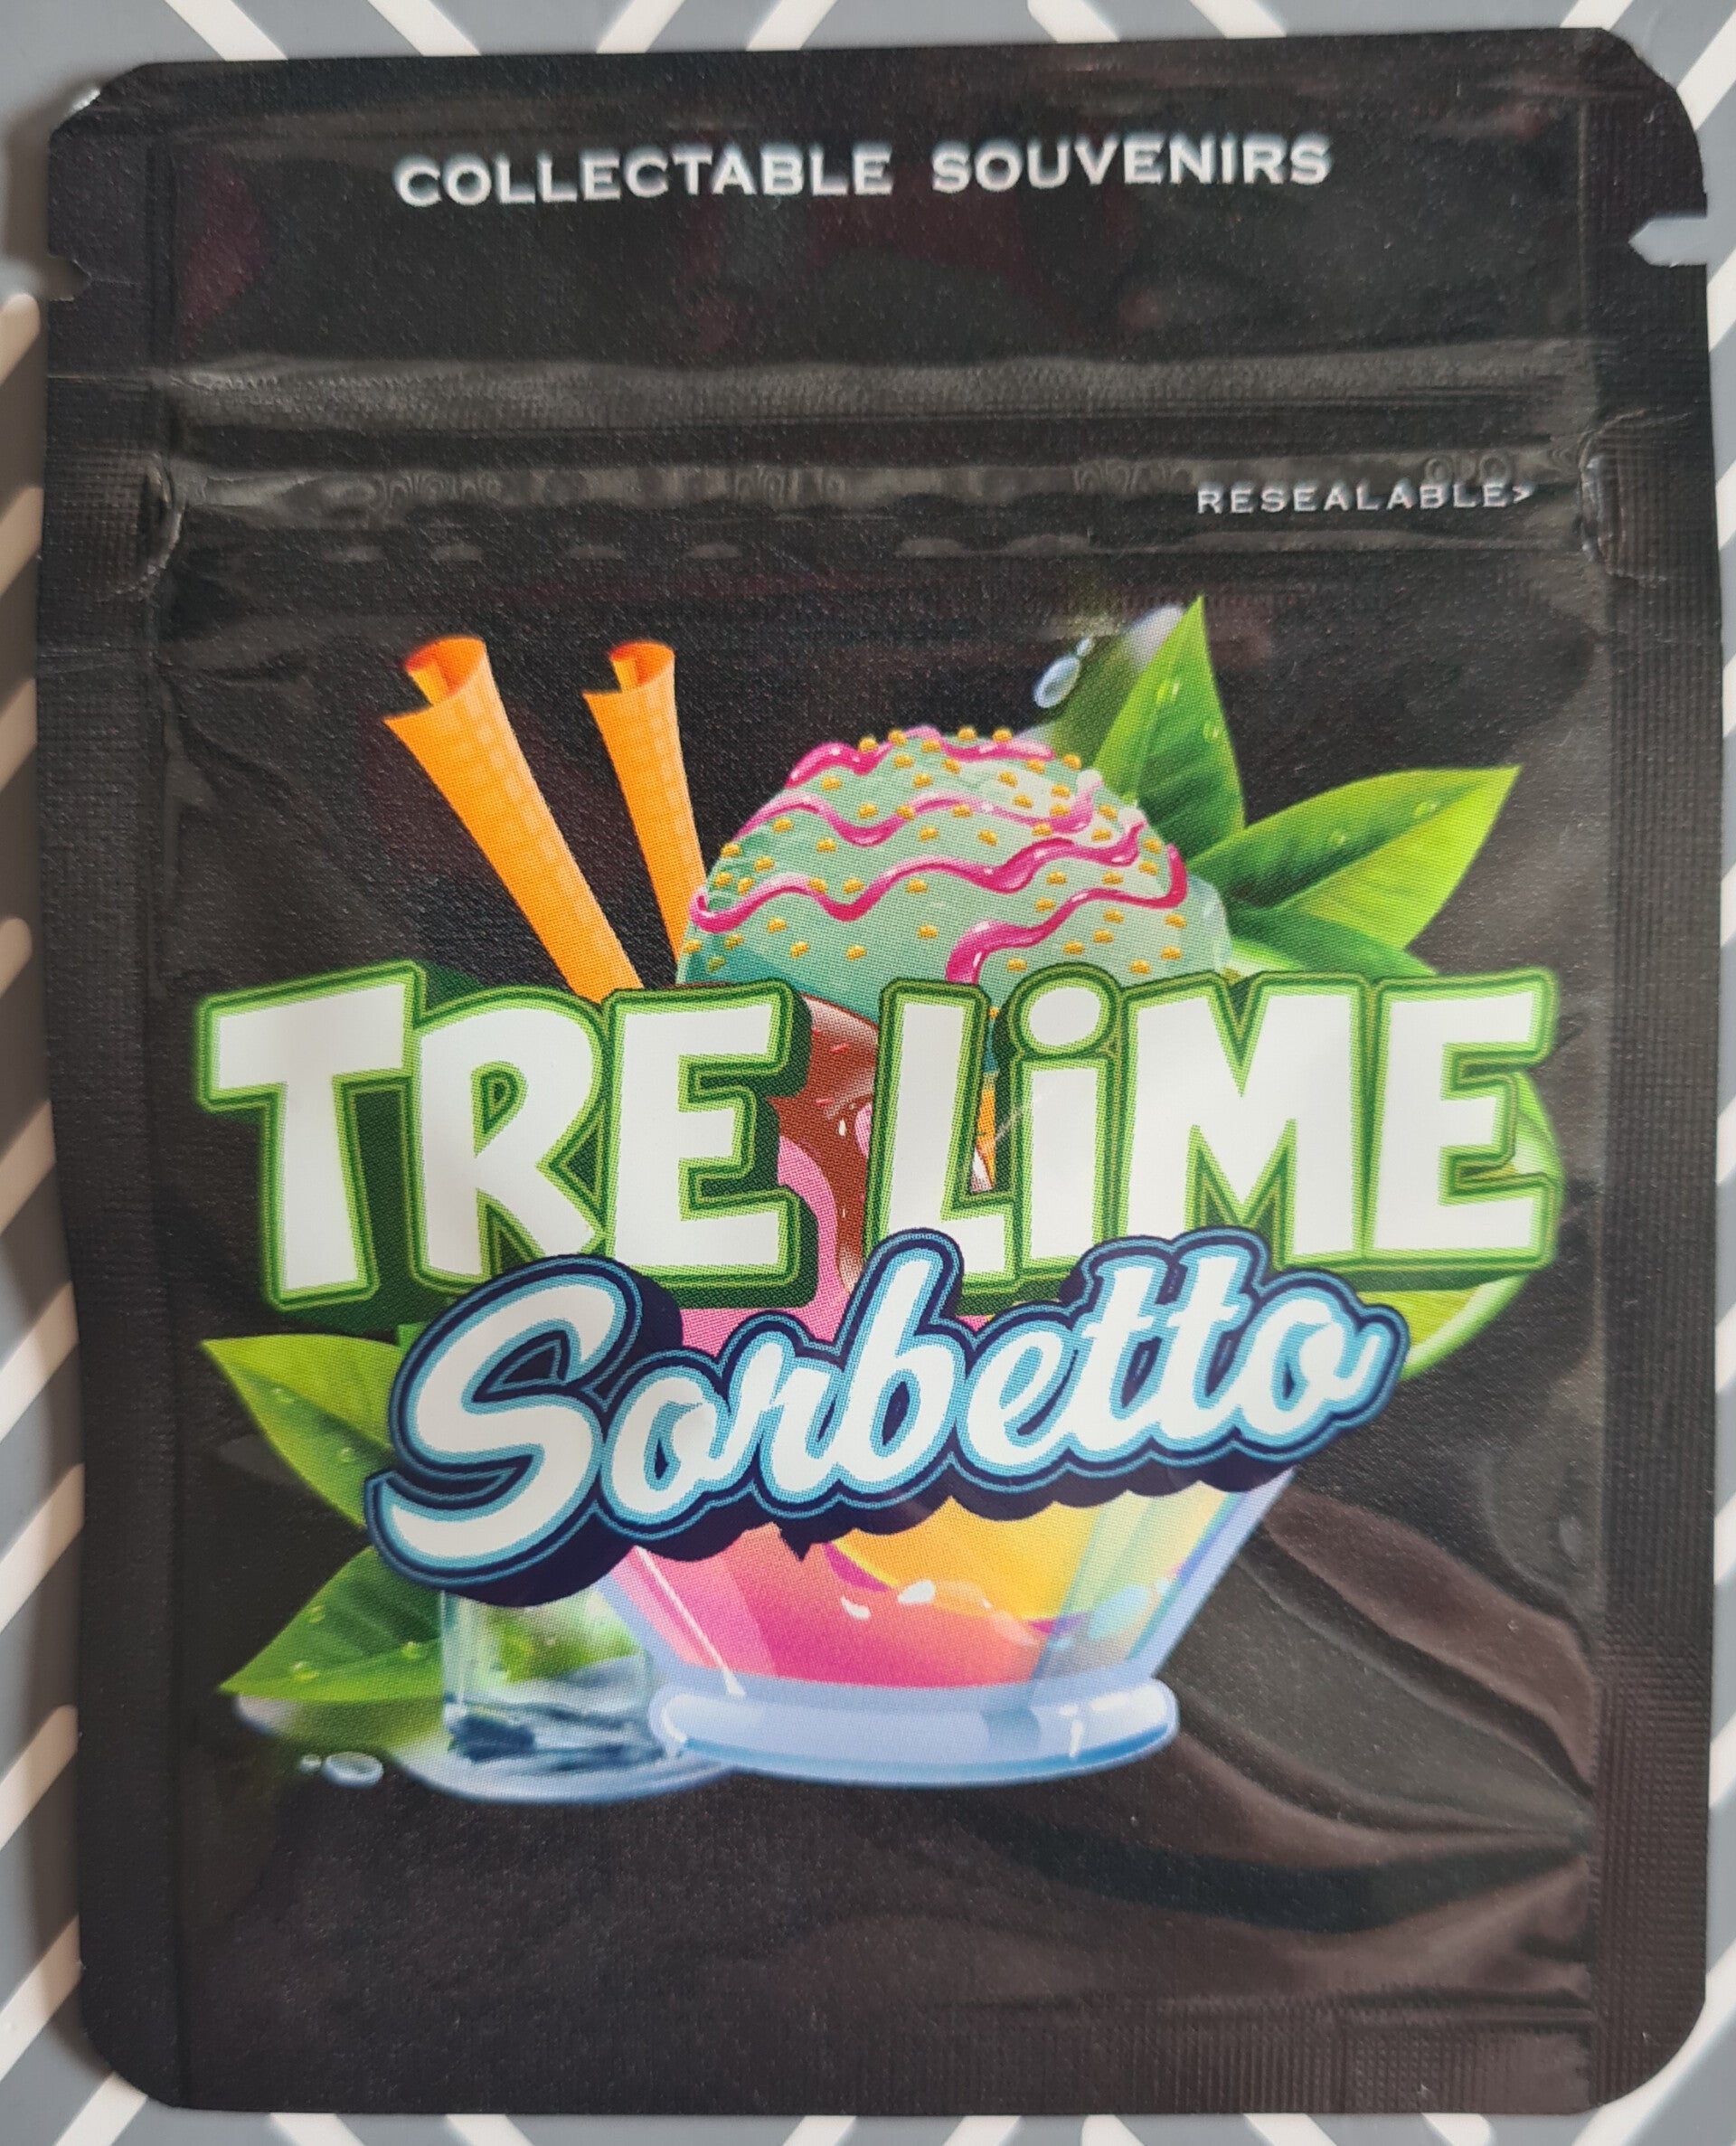 COLLECTABLE SOUVENIRS
RESEALABLE>
TRE LiME
Sorbetto